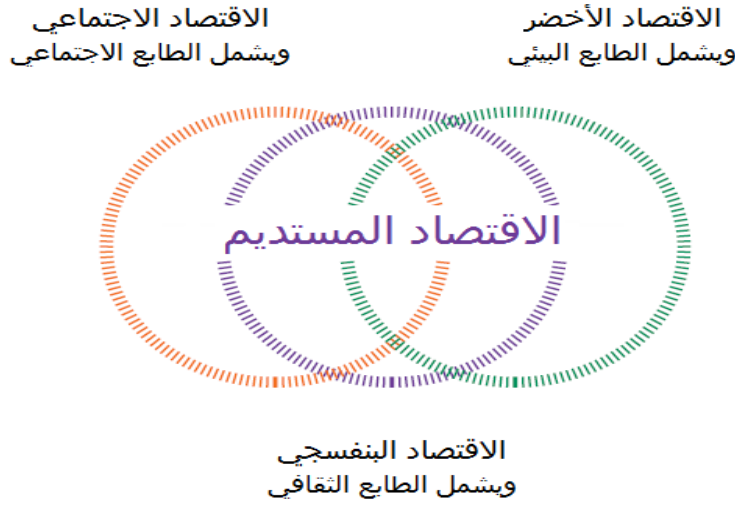 الاقتصاد الأخضر
ويشمل الطابع البيئي
الاقتصاد الاجتماعي
ويشمل الطابع الاجتماعي
الاقتصاد المستديم
الاقتصاد البنفسجي
ويشمل الطابع الثقافي